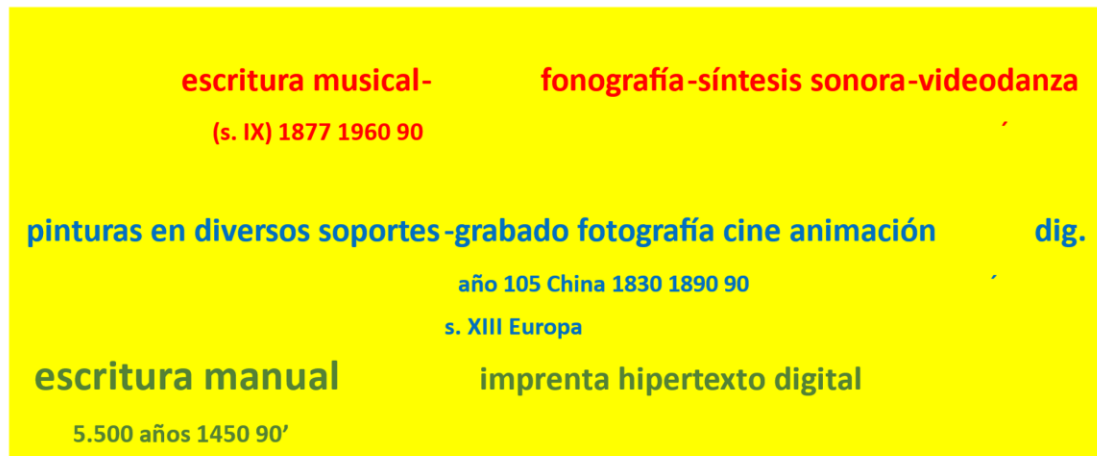 escritura musical- fonografía-síntesis sonora-videodanza
(s. IX) 1877 1960 90 ´
pinturas en diversos soportes-grabado fotografía cine animación dig.
año 105 China 1830 1890 90 ´
s. XIII Europa
escritura manual imprenta hipertexto digital
5.500 años 1450 90’